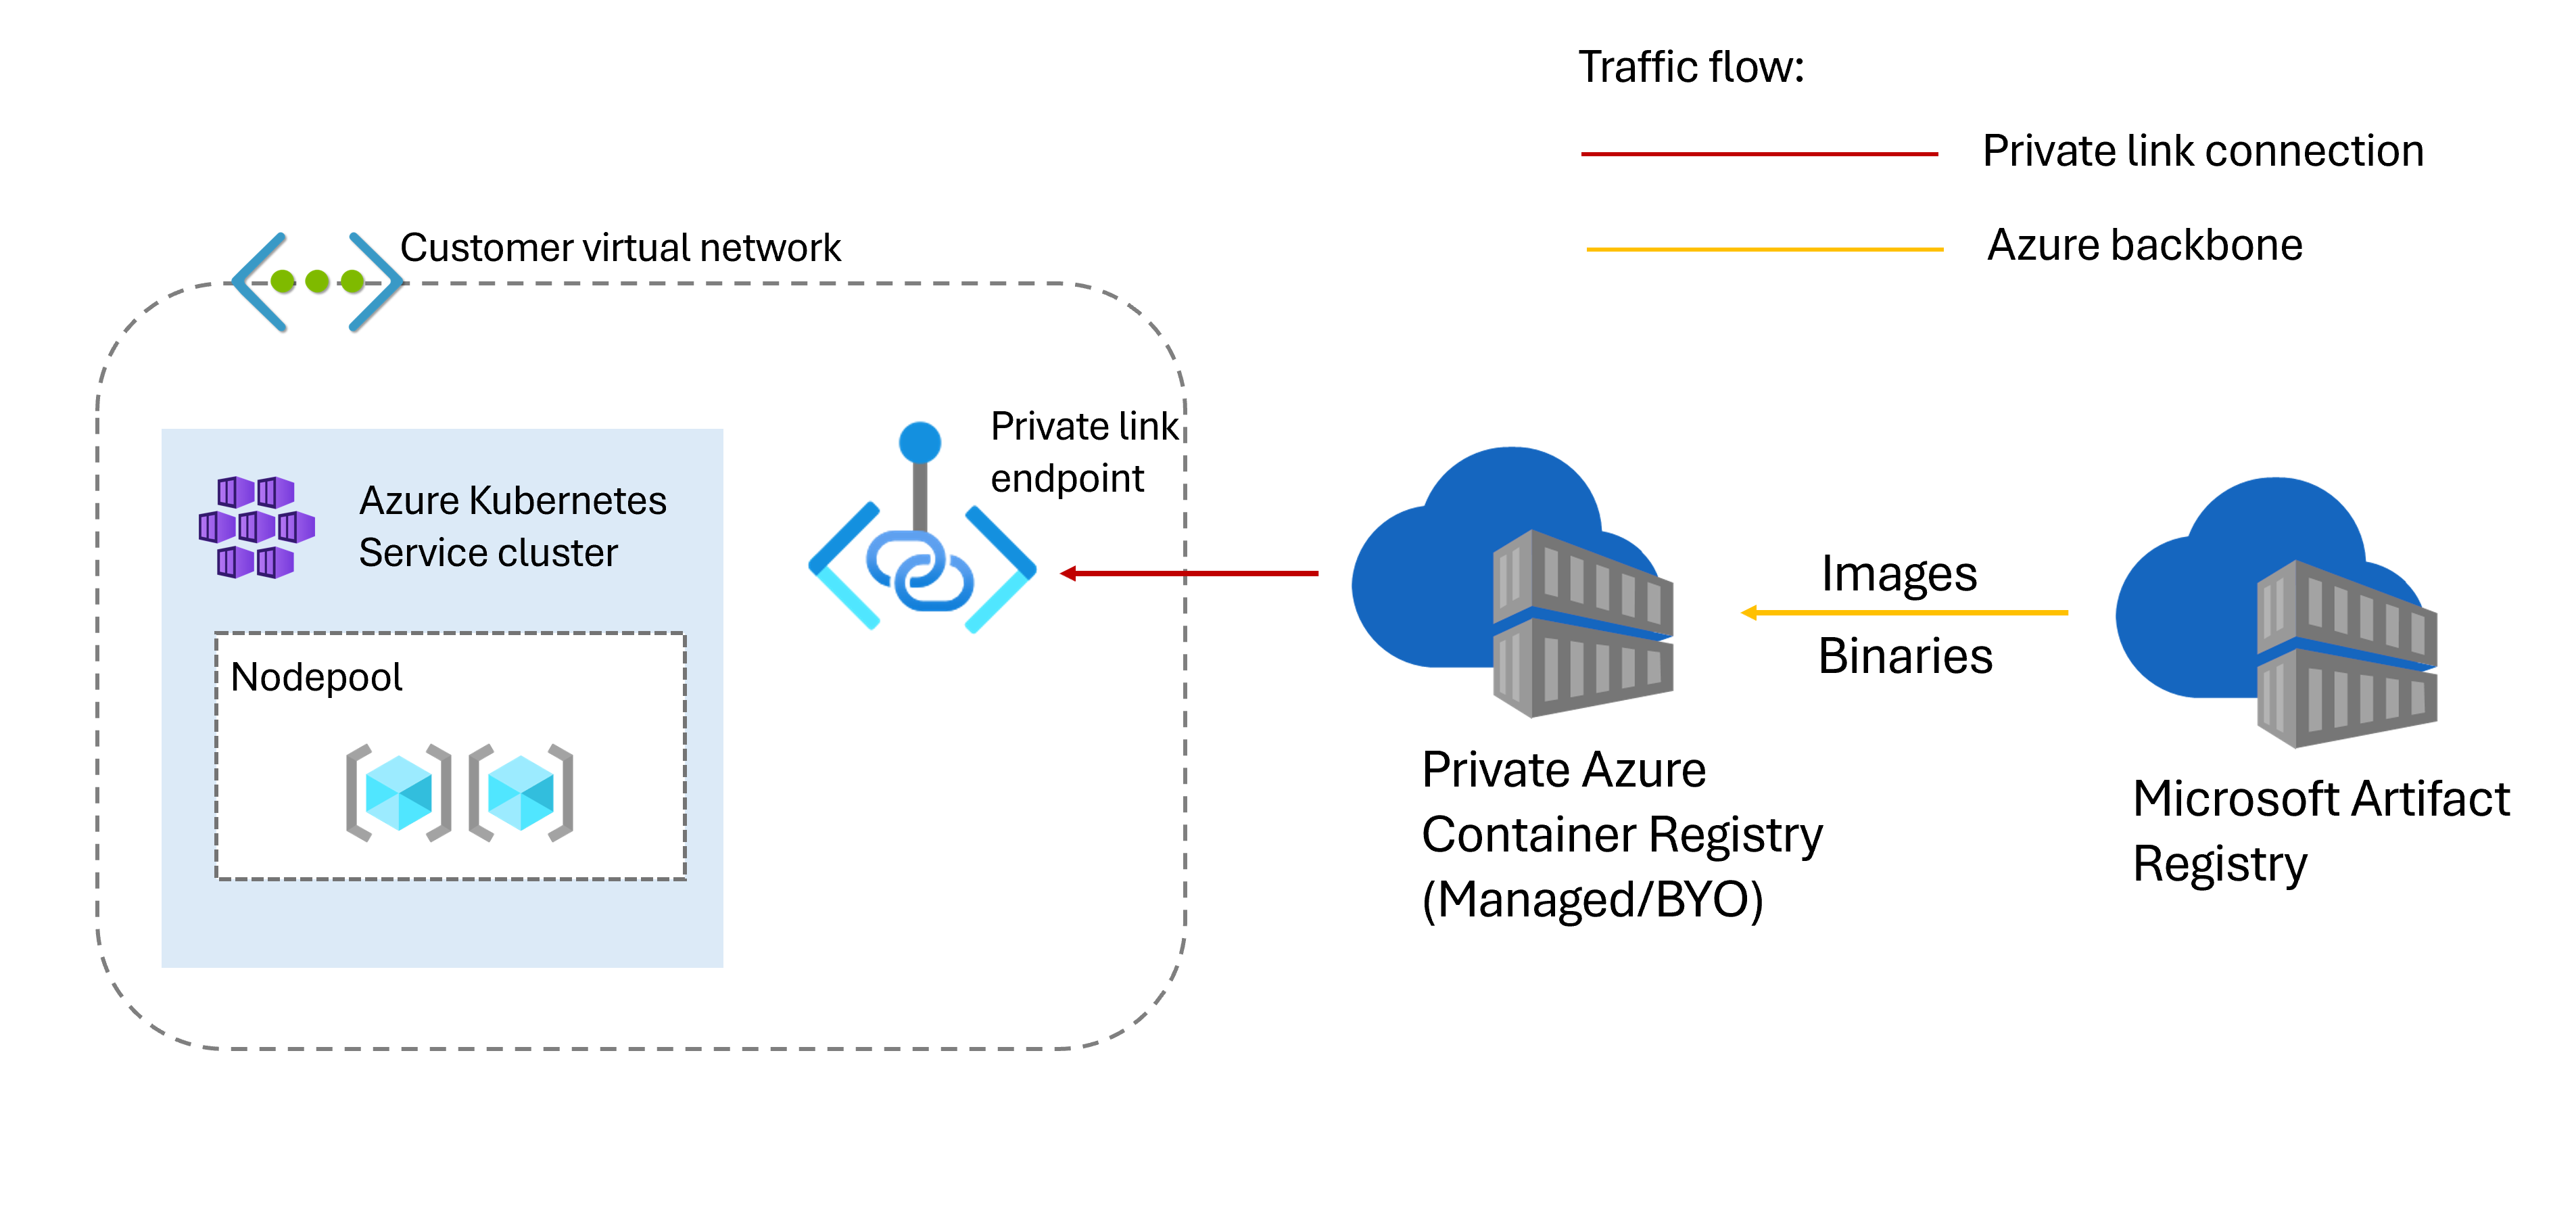 Traffic flow:
Private link connection
Azure backbone
Customer virtual network
Private link
endpoint
Azure Kubernetes
Service cluster
Nodepool
Images
Binaries
Private Azure
Container Registry
(Managed/BYO)
Microsoft Artifact
Registry